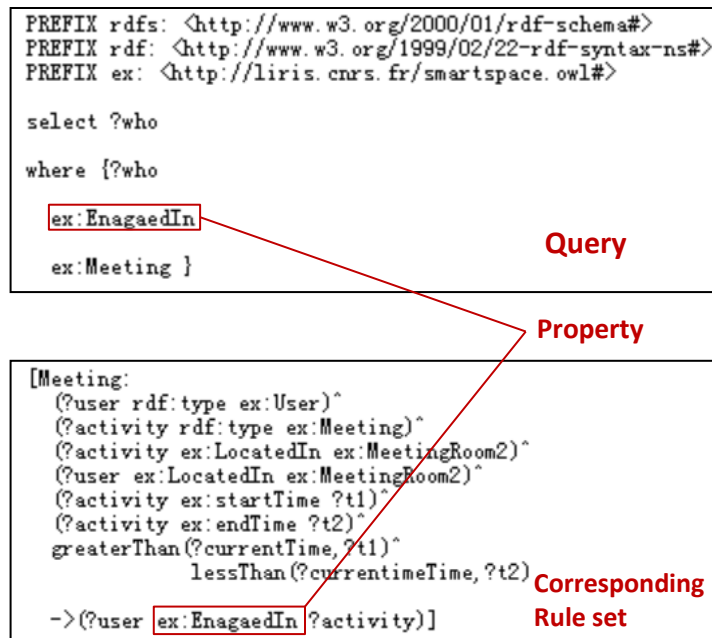 PREFIX rdfs: <http://www.w3.org/2000/01/rdf-schema#>
PREFIX rdf: <http://www.w3.org/1999/02/22-rdf-syntax-ns#>
PREFIX ex: <http://liris.cnrs.fr/smartspace.owl#>
select ?who
where {?who
ex:EnagaedIn
Query
ex:Meeting }
Property
[Meeting:
(?user rdf:type ex:User)^
(?activity rdf:type ex:Meeting)^
(?activity ex:LocatedIn ex:MeetingRoom2)^
(?user ex:LocatedIn ex:MeetingRoom2)^
(?activity ex:startTime ?t1)^
(?activity ex:endTime ?t2)^
greaterThan(?currentTime,?t1)^
lessThan(?currentimeTime,?t2)
Corresponding
Rule set
->(?user ex:EnagaedIn ?activity)]